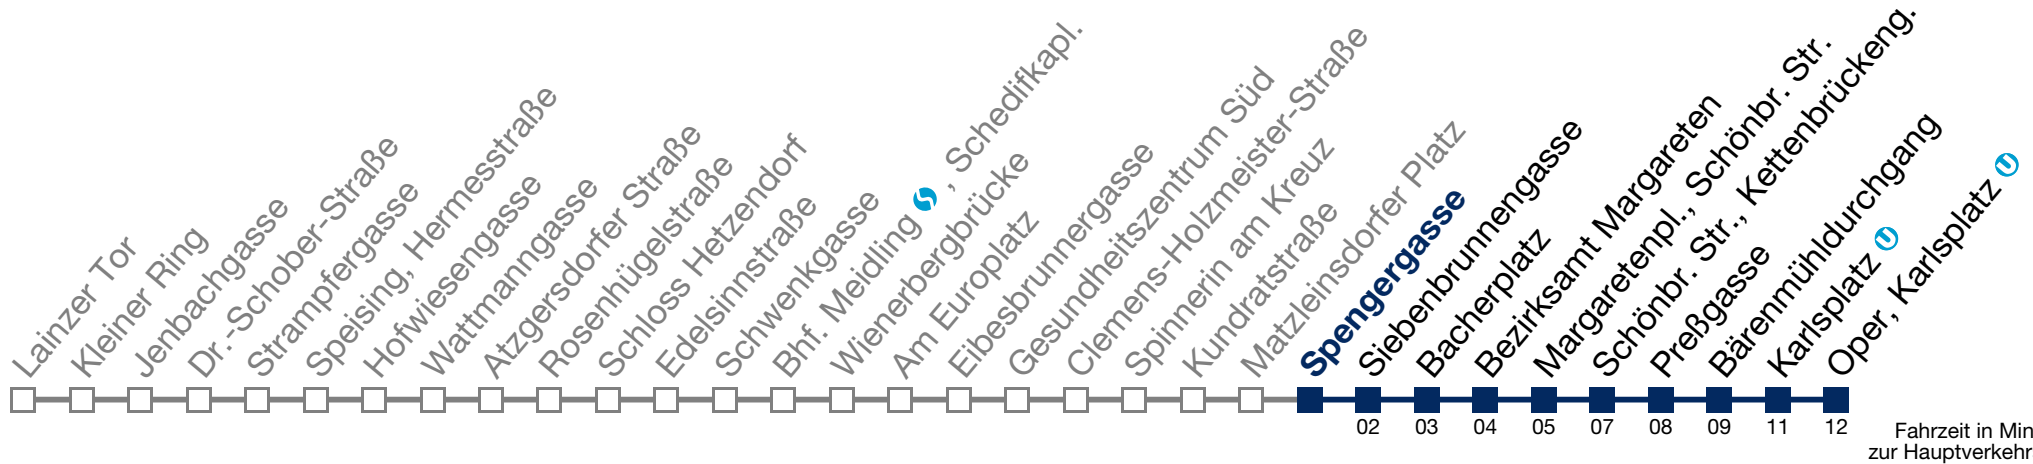 Lainzer Tor
Kleiner Ring
Jenbachgasse
Dr.-Schober-Straße
Strampfergasse
Speising, Hermesstraße
Hofwiesengasse
Wattmanngasse
Atzgersdorfer Straße
Rosenhügelstraße
Schloss Hetzendorf
Edelsinnstraße
Schwenkgasse
Bhf. Meidling S, Schedifkapl.
Wienerbergbrücke
Am Europlatz
Eibesbrunnergasse
Gesundheitszentrum Süd
Clemens-Holzmeister-Straße
Spinnerin am Kreuz
Kundratstraße
Matzleinsdorfer Platz
Spengergasse
Siebenbrunnengasse
Bacherplatz
Bezirksamt Margareten
Margaretenpl., Schönbr. Str.
Schönbr. Str., Kettenbrückeng.
Preßgasse
Bärenmühldurchgang
Karlsplatz U
Oper, Karlsplatz U
02 03 04 05 07 08 09 11 12
Fahrzeit in Min
zur Hauptverkehr